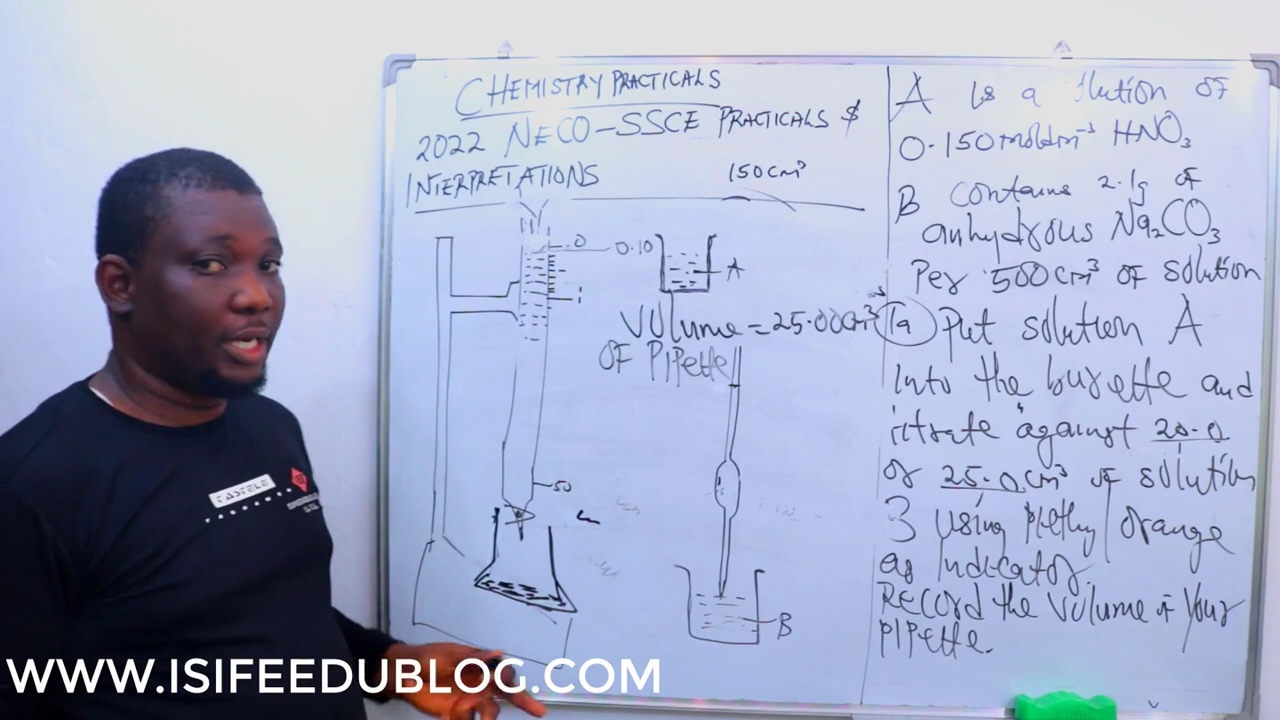 CHEMISTRY PRACTICALS
2022 NECO-SSCE PRACTICALS $
INTERPRETATIONS
150cm³
0
0.10
1
A
VOlume = 25.00cm³
OF PIPette
50
B
A is a lution of
0.150moldm⁻³ HNO₃
B contains 2.1g of
anhydrous Na₂CO₃
Per 500cm³ of solution
1a Put solution A
Into the burette and
titrate against 20.0
or 25.0cm³ of solution
B using Methyl orange
as Indicator.
Record the volume of your
PIPette.
WWW.ISIFEEDUBLOG.COM